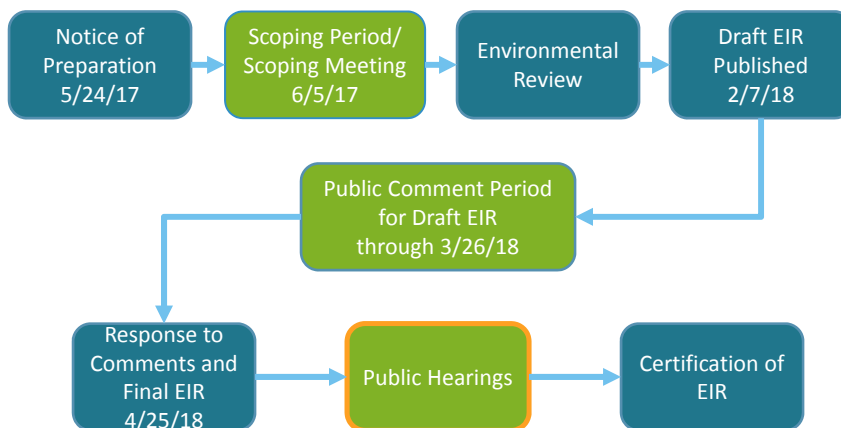 Notice of
Preparation
5/24/17
Scoping Period/
Scoping Meeting
6/5/17
Environmental
Review
Draft EIR
Published
2/7/18
Public Comment Period
for Draft EIR
through 3/26/18
Response to
Comments and
Final EIR
4/25/18
Public Hearings
Certification of
EIR